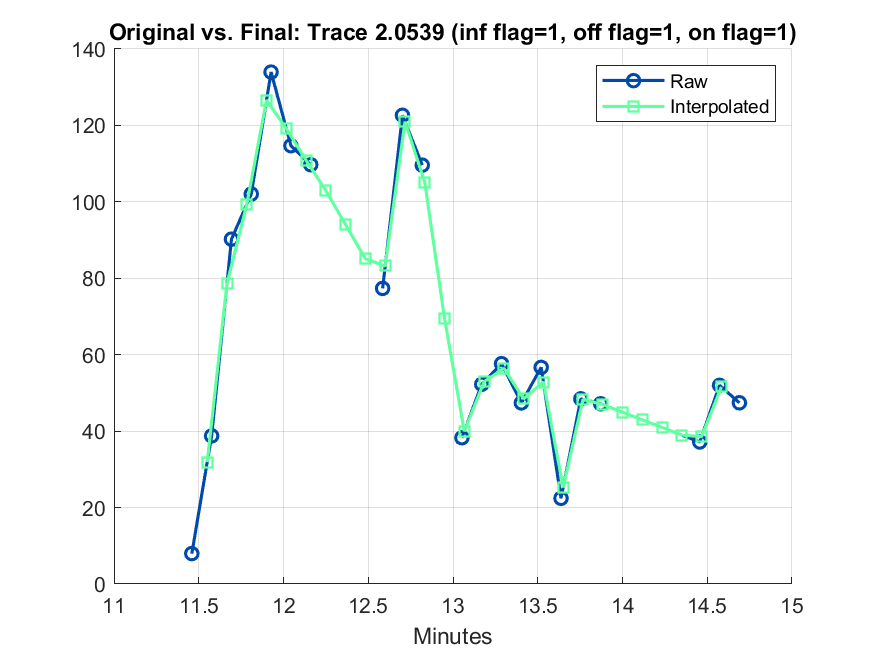 Original vs. Final: Trace 2.0539 (inf flag=1, off flag=1, on flag=1)
140
120
100
80
60
40
20
0
Raw
Interpolated
11 11.5 12 12.5 13 13.5 14 14.5 15
Minutes